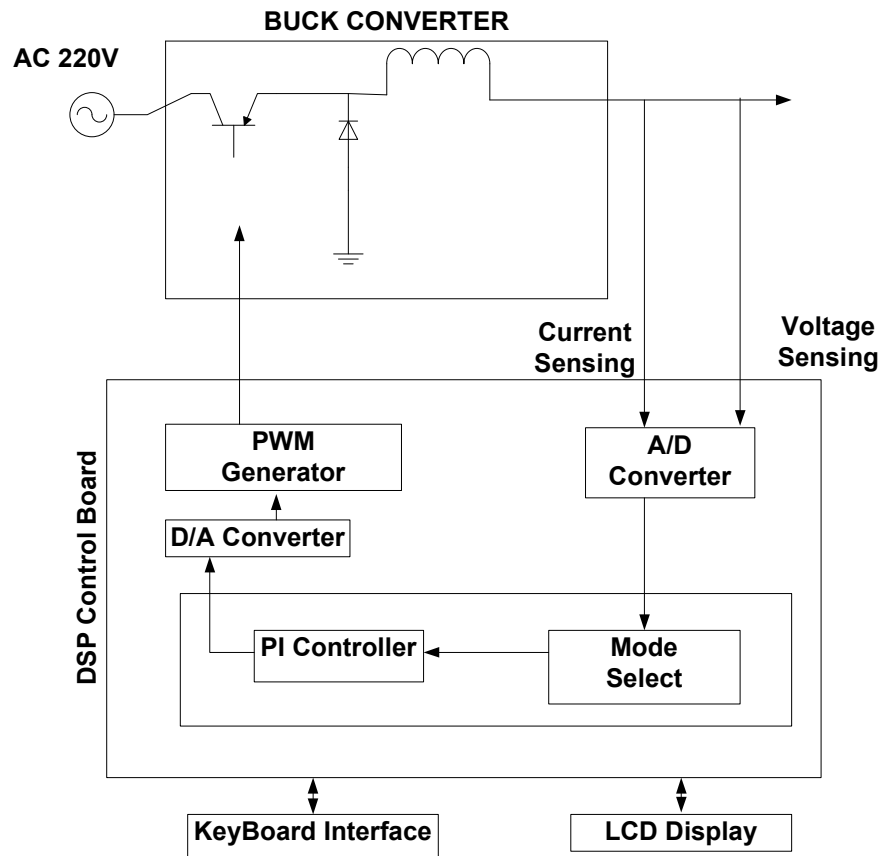 BUCK CONVERTER
AC 220V
Current
Sensing
Voltage
Sensing
DSP Control Board
PWM
Generator
A/D
Converter
D/A Converter
PI Controller
Mode
Select
KeyBoard Interface
LCD Display